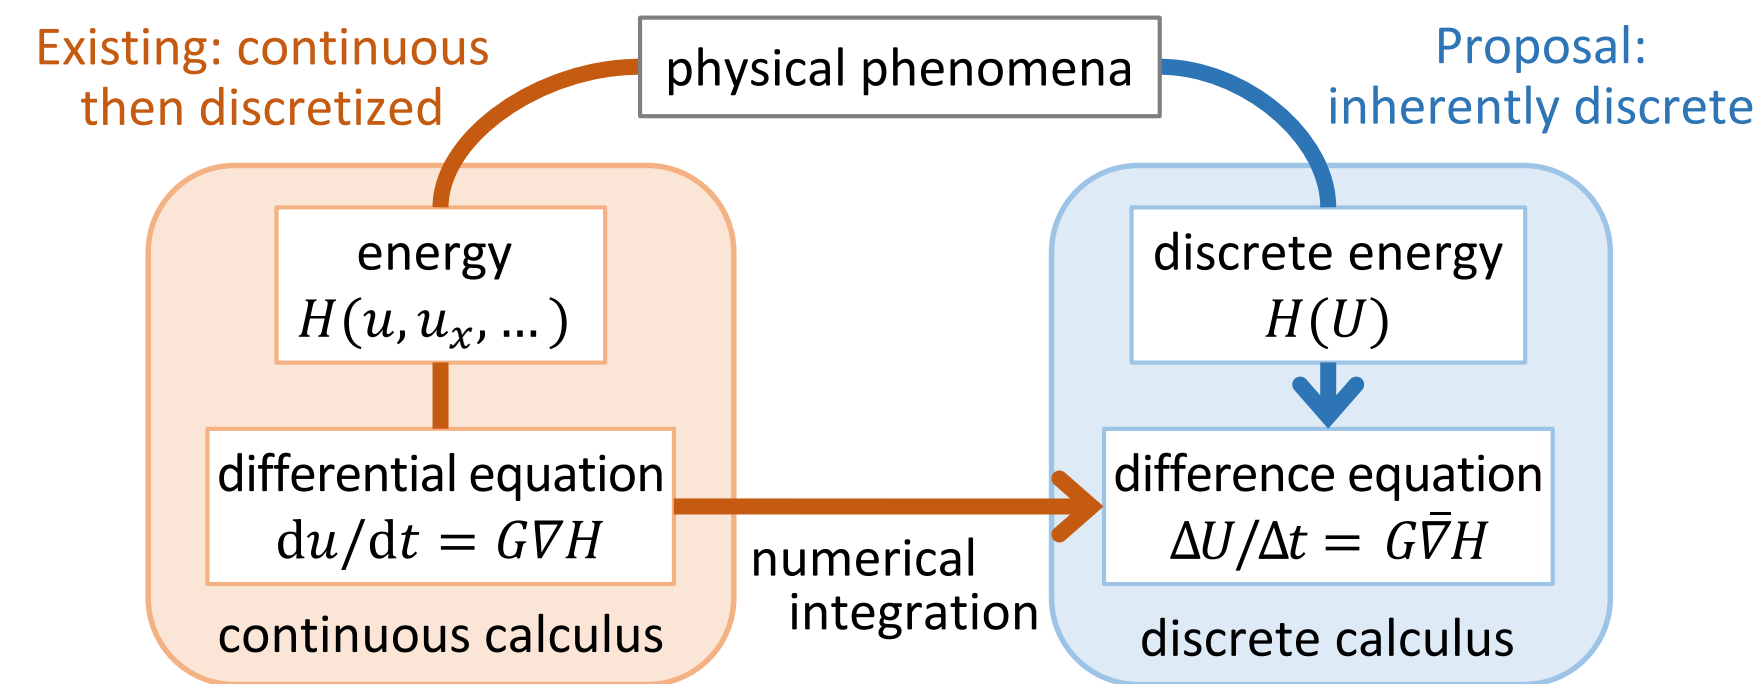 Existing: continuous
then discretized
physical phenomena
Proposal:
inherently discrete
energy
H(u, u_x, … )
differential equation
du/dt = G∇H
continuous calculus
numerical
integration
discrete energy
H(U)
difference equation
ΔU/Δt = G∇̄H
discrete calculus